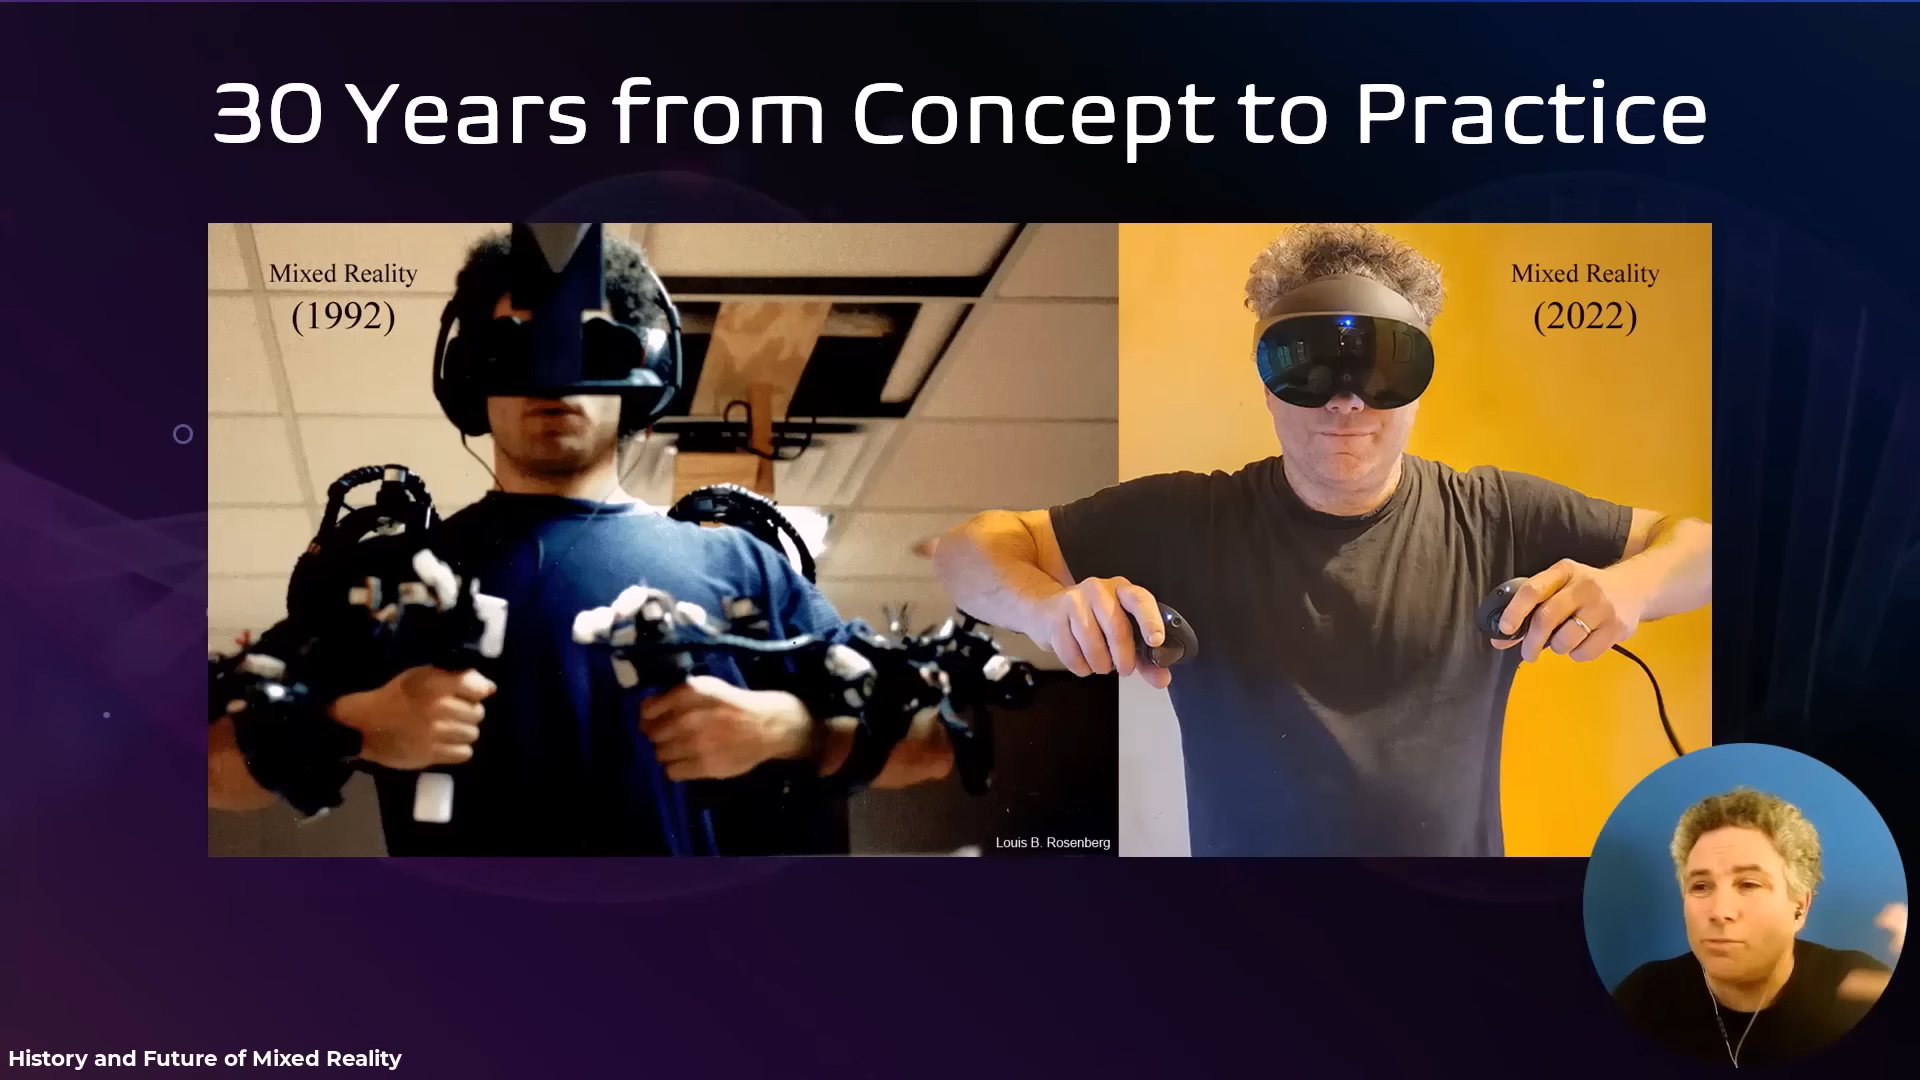 30 Years from Concept to Practice
Mixed Reality
(1992)
Mixed Reality
(2022)
Louis B. Rosenberg
History and Future of Mixed Reality